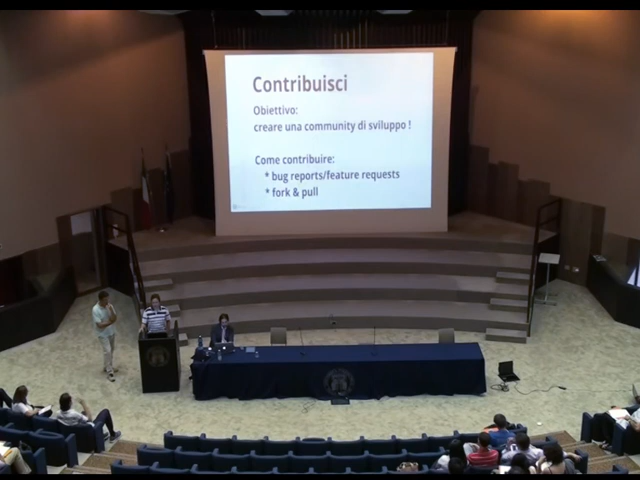 Contribuisci
Obiettivo:
creare una community di sviluppo !
Come contribuire:
* bug reports/feature requests
* fork & pull